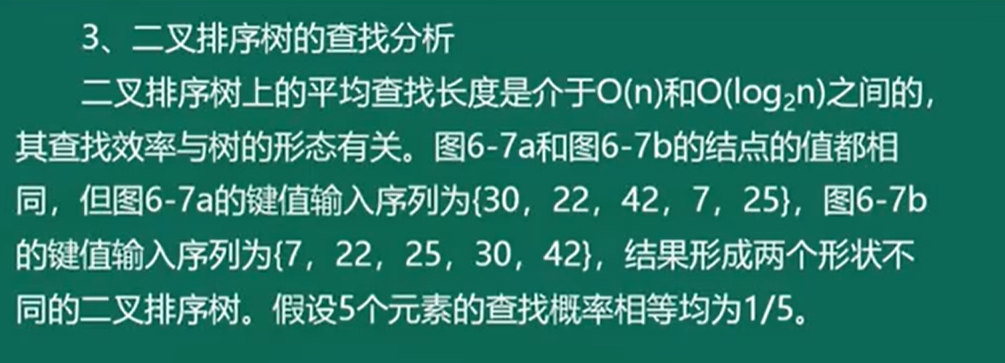 3、二叉排序树的查找分析
二叉排序树上的平均查找长度是介于O(n)和O(log₂n)之间的，
其查找效率与树的形态有关。图6-7a和图6-7b的结点的值都相
同，但图6-7a的键值输入序列为{30，22，42，7，25}，图6-7b
的键值输入序列为{7，22，25，30，42}，结果形成两个形状不
同的二叉排序树。假设5个元素的查找概率相等均为1/5。